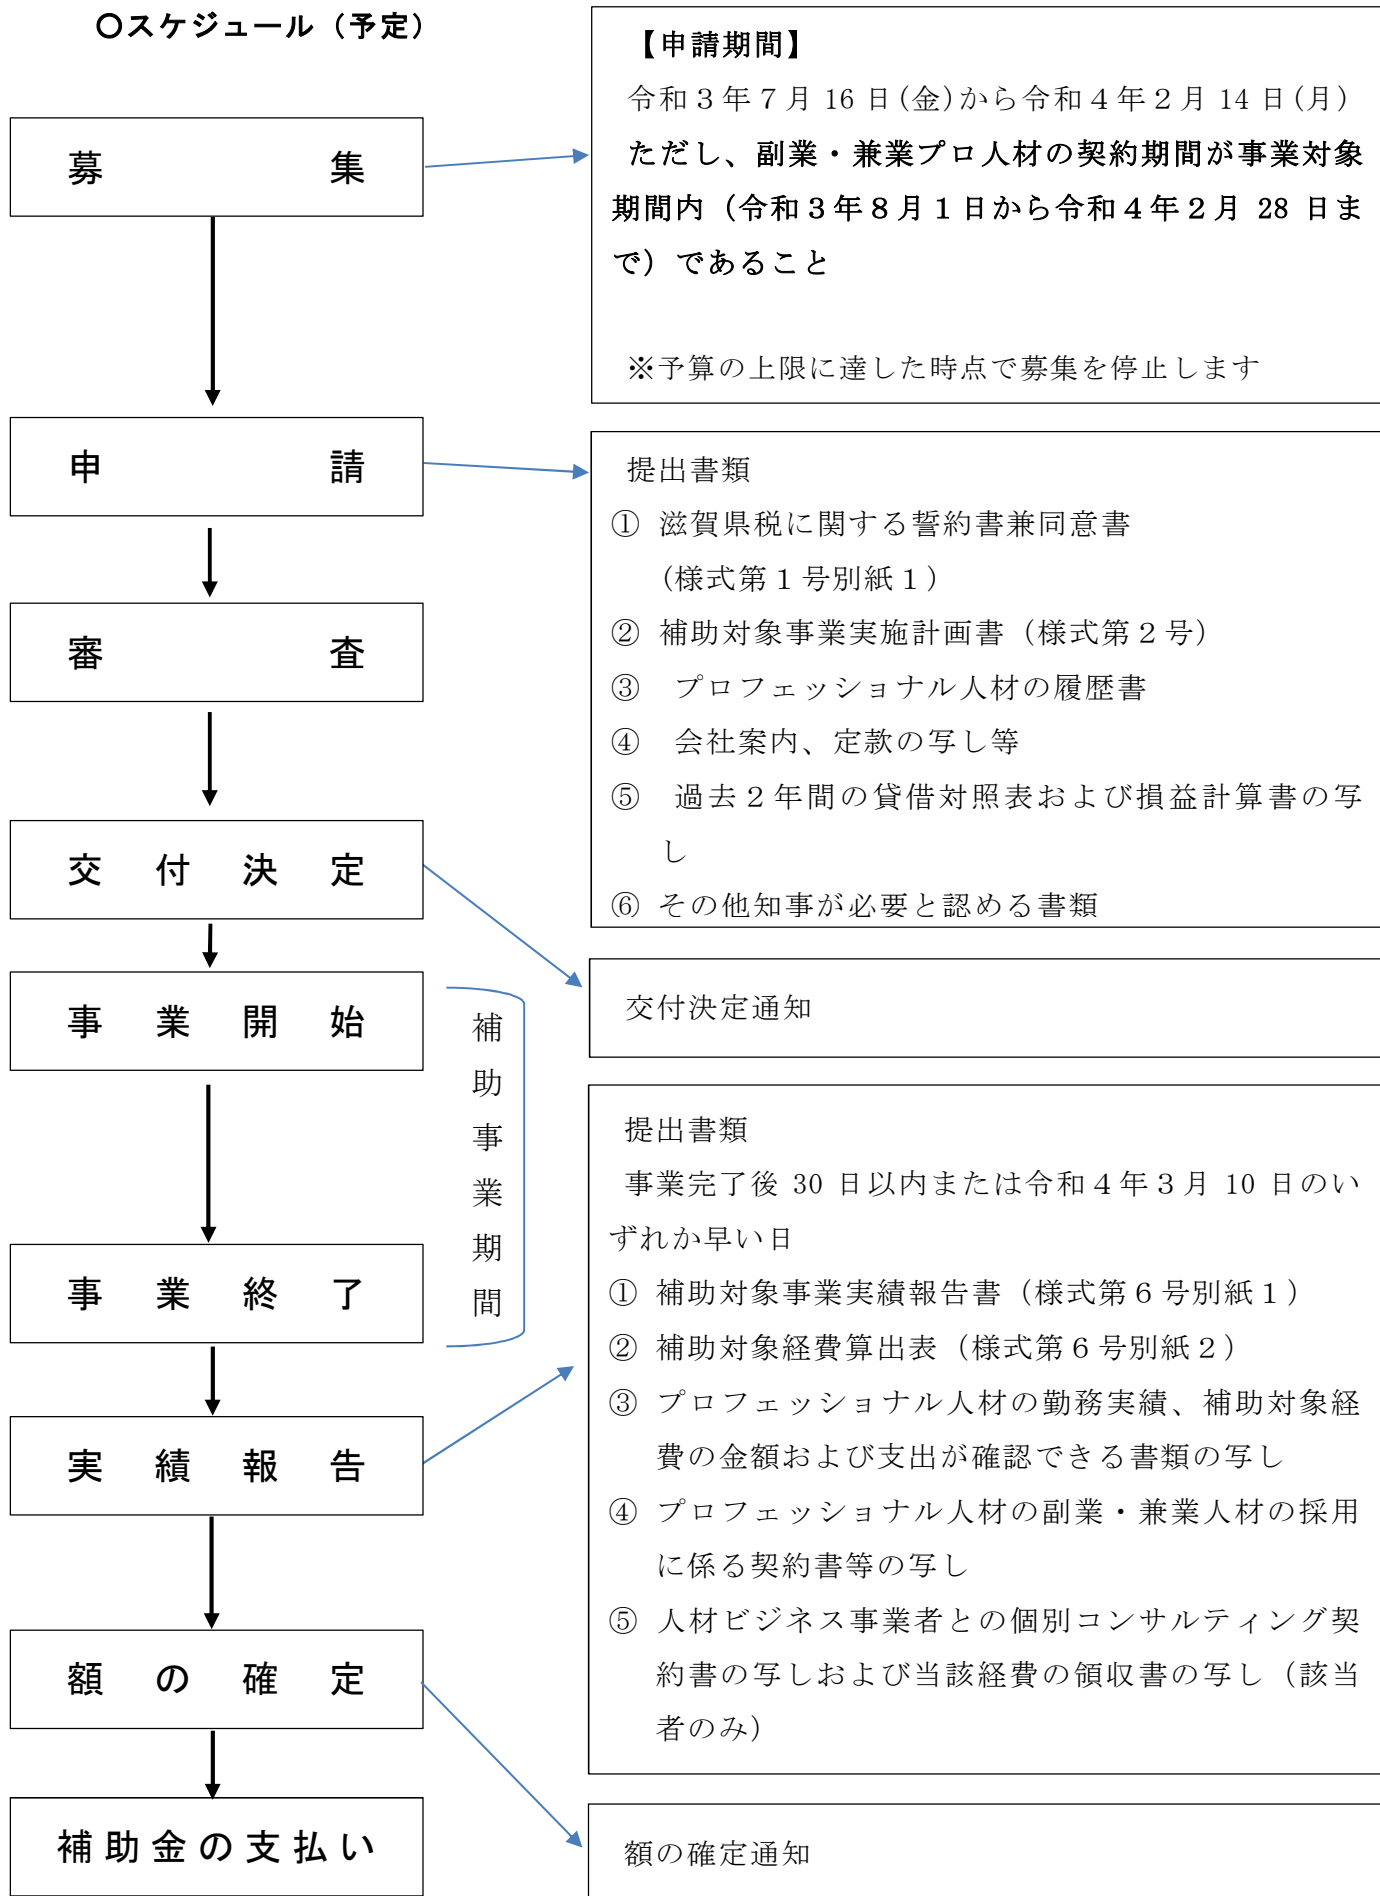 ○スケジュール（予定）
募集
申請
審査
交付決定
事業開始
事業終了
実績報告
額の確定
補助金の支払い
補助事業期間
【申請期間】
令和３年７月 16 日(金)から令和４年２月 14 日(月)
ただし、副業・兼業プロ人材の契約期間が事業対象
期間内（令和３年８月１日から令和４年２月 28 日ま
で）であること
※予算の上限に達した時点で募集を停止します
提出書類
① 滋賀県税に関する誓約書兼同意書
(様式第１号別紙１)
② 補助対象事業実施計画書（様式第２号）
③ プロフェッショナル人材の履歴書
④ 会社案内、定款の写し等
⑤ 過去２年間の貸借対照表および損益計算書の写
し
⑥ その他知事が必要と認める書類
交付決定通知
提出書類
事業完了後 30 日以内または令和４年３月 10 日のい
ずれか早い日
① 補助対象事業実績報告書（様式第６号別紙１）
② 補助対象経費算出表（様式第６号別紙２）
③ プロフェッショナル人材の勤務実績、補助対象経
費の金額および支出が確認できる書類の写し
④ プロフェッショナル人材の副業・兼業人材の採用
に係る契約書等の写し
⑤ 人材ビジネス事業者との個別コンサルティング契
約書の写しおよび当該経費の領収書の写し（該当
者のみ）
額の確定通知